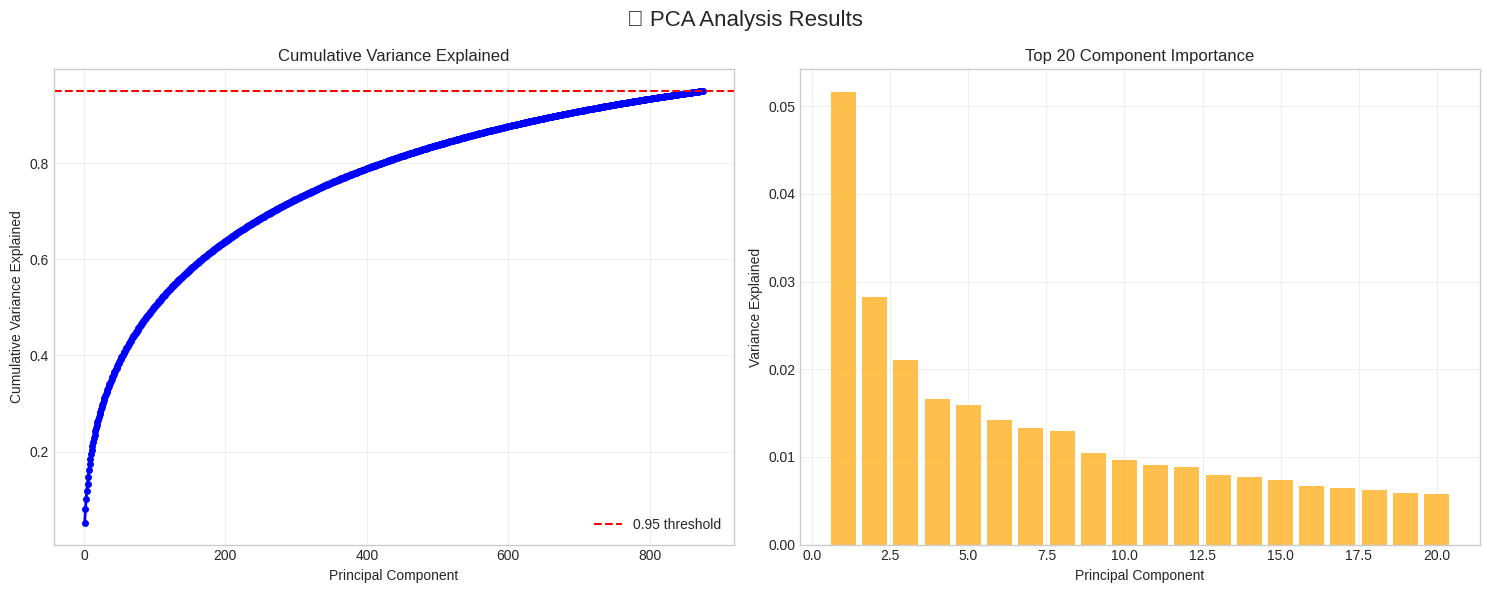 PCA Analysis Results
Cumulative Variance Explained
Cumulative Variance Explained
0.8
0.6
0.4
0.2
0.95 threshold
0 200 400 600 800
Principal Component
Top 20 Component Importance
Variance Explained
0.05
0.04
0.03
0.02
0.01
0.00
0.0 2.5 5.0 7.5 10.0 12.5 15.0 17.5 20.0
Principal Component